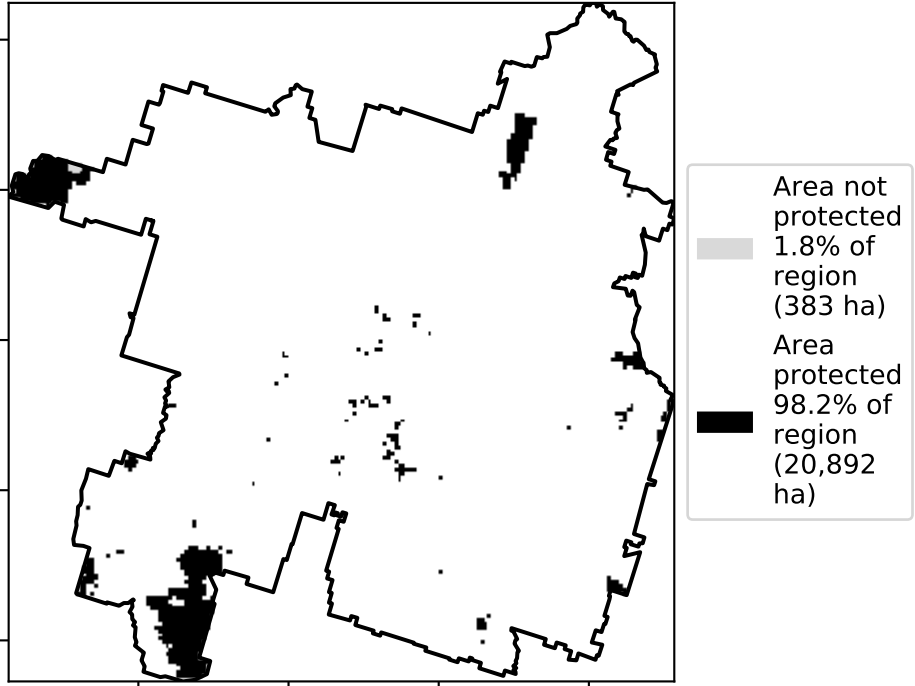 Area not
protected
1.8% of
region
(383 ha)
Area
protected
98.2% of
region
(20,892
ha)